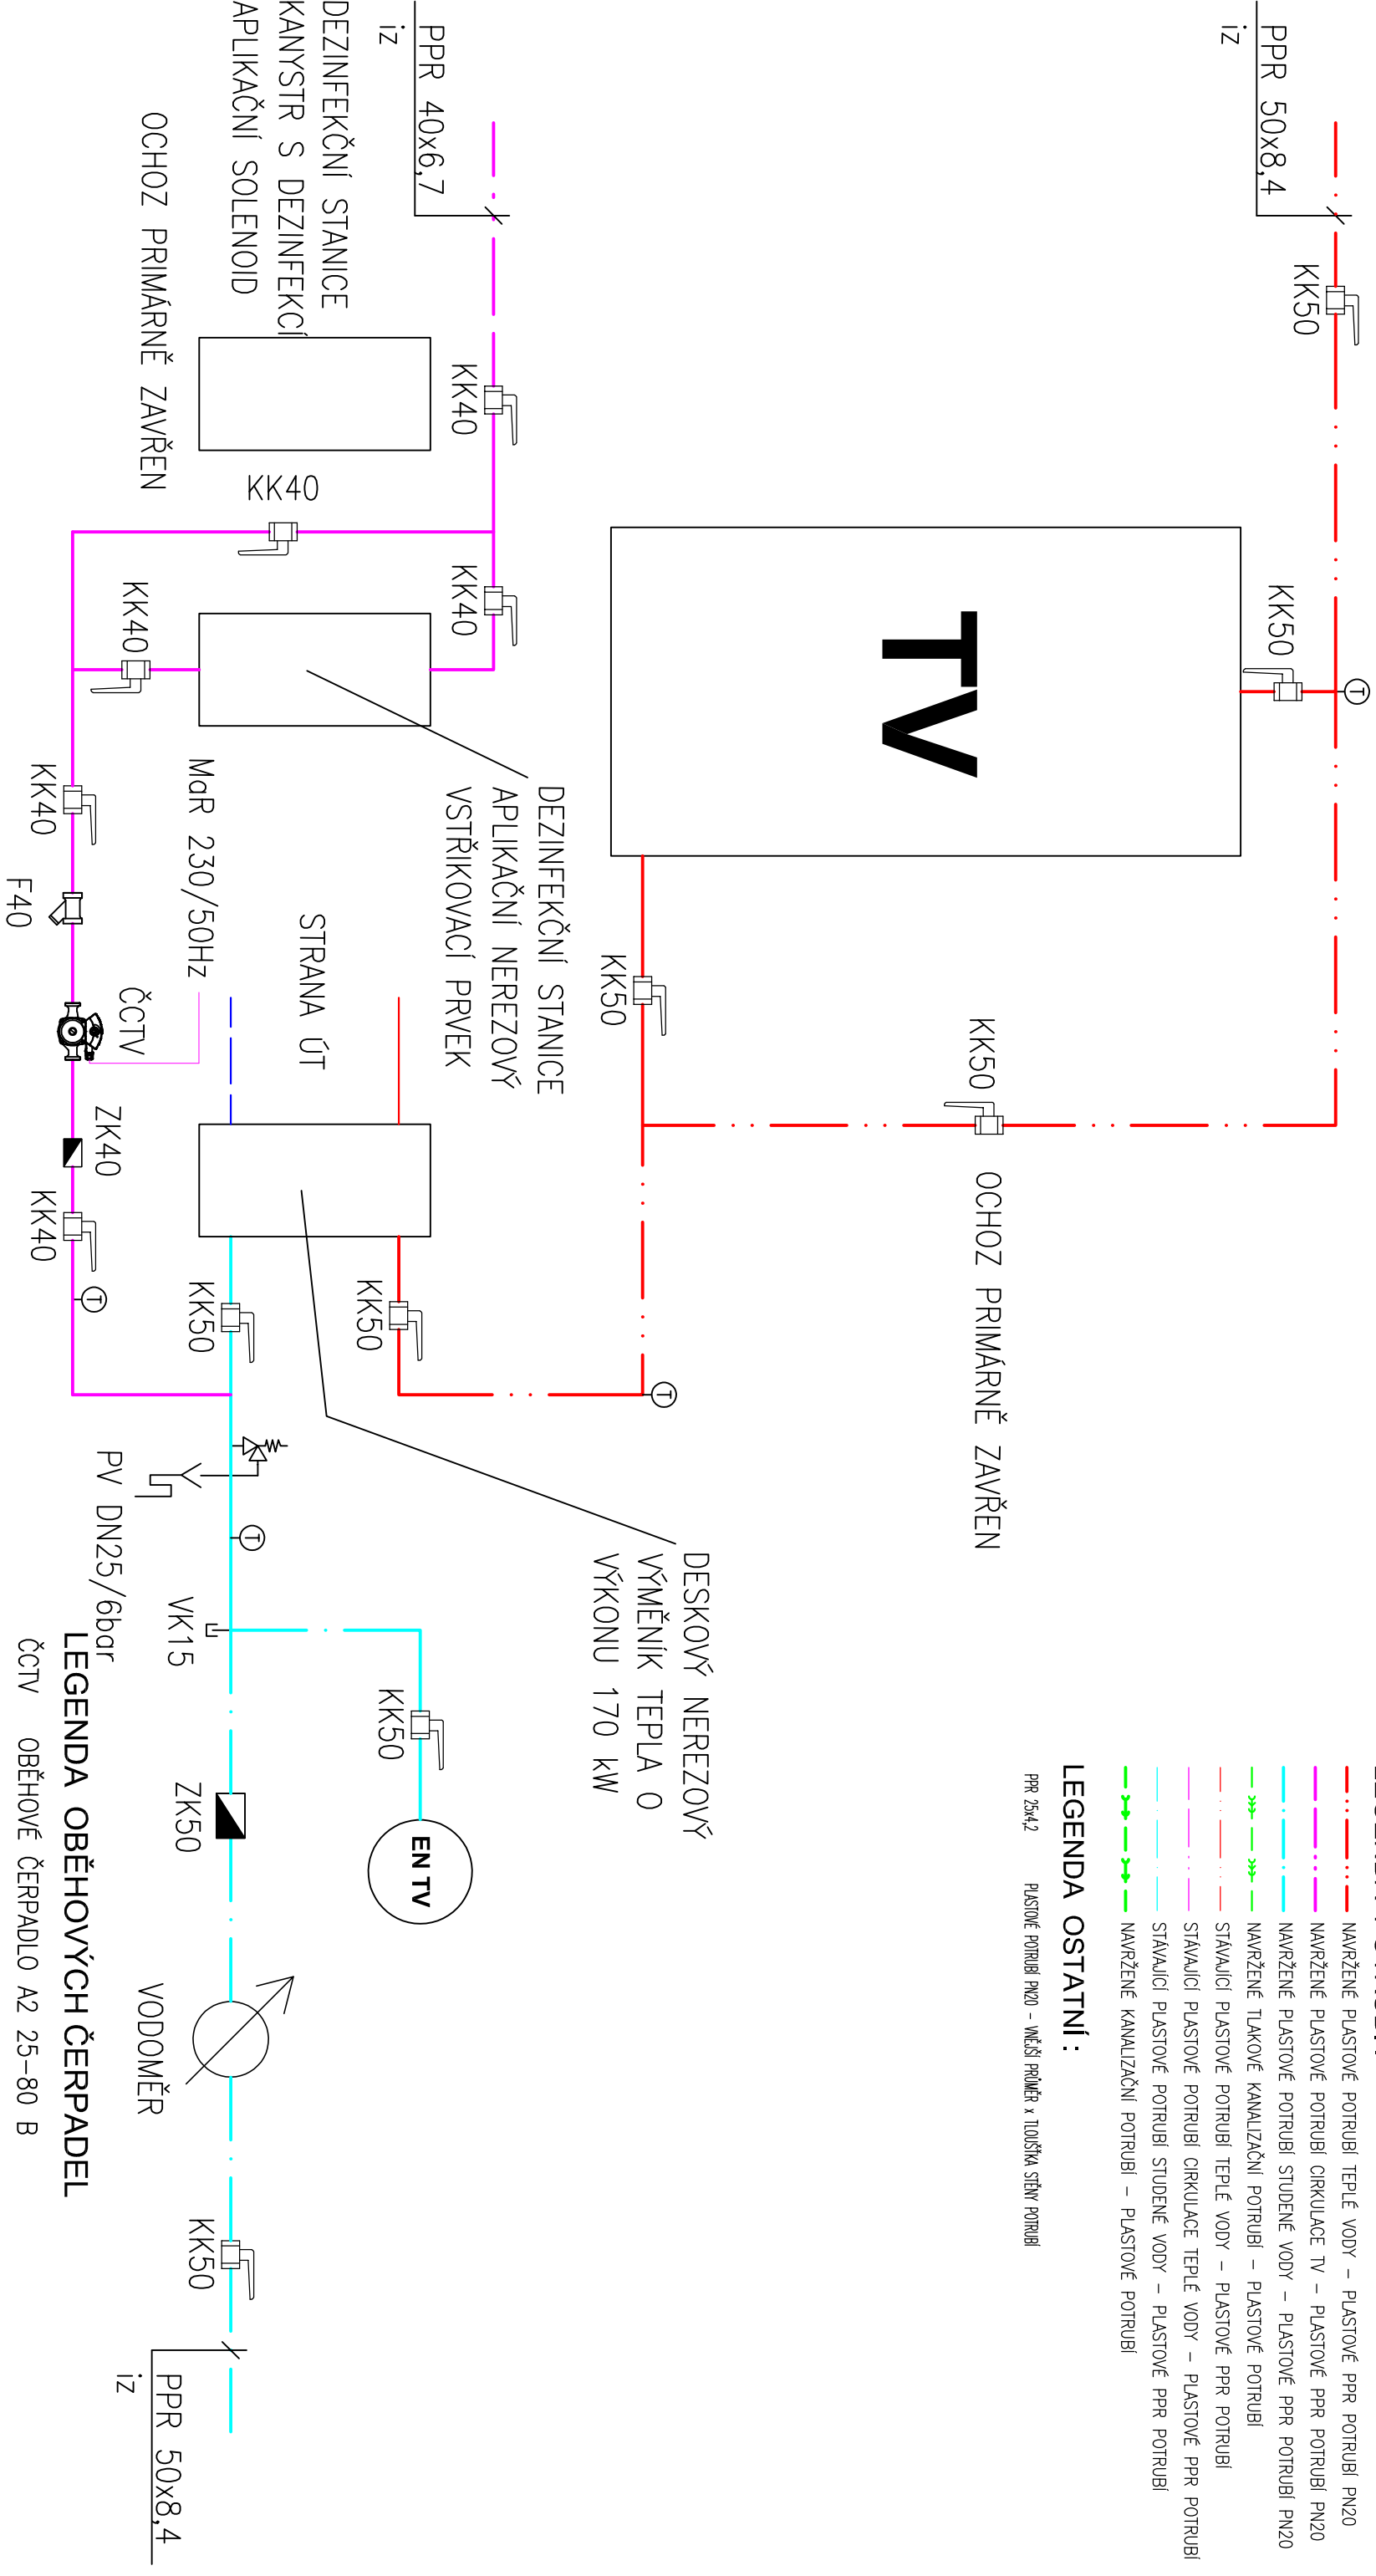 PPR 50x8,4
iz
KK50
KK50
T
TV
KK50
KK50
OCHOZ PRIMÁRNĚ ZAVŘEN
T
PPR 40x6,7
iz
DEZINFEKČNÍ STANICE
KANYSTR S DEZINFEKCÍ
APLIKAČNÍ SOLENOID
OCHOZ PRIMÁRNĚ ZAVŘEN
KK40
KK40
KK40
KK40
DEZINFEKČNÍ STANICE
APLIKAČNÍ NEREZOVÝ
VSTŘIKOVACÍ PRVEK
STRANA ÚT
MaR 230/50Hz
KK40
F40
ČCTV
ZK40
KK40
T
KK50
KK50
DESKOVÝ NEREZOVÝ
VÝMĚNÍK TEPLA O
VÝKONU 170 kW
PV DN25/6bar
T
VK15
KK50
EN TV
ZK50
VODOMĚR
KK50
PPR 50x8,4
iz
LEGENDA OBĚHOVÝCH ČERPADEL
ČCTV OBĚHOVÉ ČERPADLO A2 25-80 B
NAVRŽENÉ PLASTOVÉ POTRUBÍ TEPLÉ VODY - PLASTOVÉ PPR POTRUBÍ PN20
NAVRŽENÉ PLASTOVÉ POTRUBÍ CIRKULACE TV - PLASTOVÉ PPR POTRUBÍ PN20
NAVRŽENÉ PLASTOVÉ POTRUBÍ STUDENÉ VODY - PLASTOVÉ PPR POTRUBÍ PN20
NAVRŽENÉ TLAKOVÉ KANALIZAČNÍ POTRUBÍ - PLASTOVÉ POTRUBÍ
STÁVAJÍCÍ PLASTOVÉ POTRUBÍ TEPLÉ VODY - PLASTOVÉ PPR POTRUBÍ
STÁVAJÍCÍ PLASTOVÉ POTRUBÍ CIRKULACE TEPLÉ VODY - PLASTOVÉ PPR POTRUBÍ
STÁVAJÍCÍ PLASTOVÉ POTRUBÍ STUDENÉ VODY - PLASTOVÉ PPR POTRUBÍ
NAVRŽENÉ KANALIZAČNÍ POTRUBÍ - PLASTOVÉ POTRUBÍ
LEGENDA OSTATNÍ :
PPR 25x4,2 PLASTOVÉ POTRUBÍ PN20 - VNĚJŠÍ PRŮMĚR x TLOUŠŤKA STĚNY POTRUBÍ